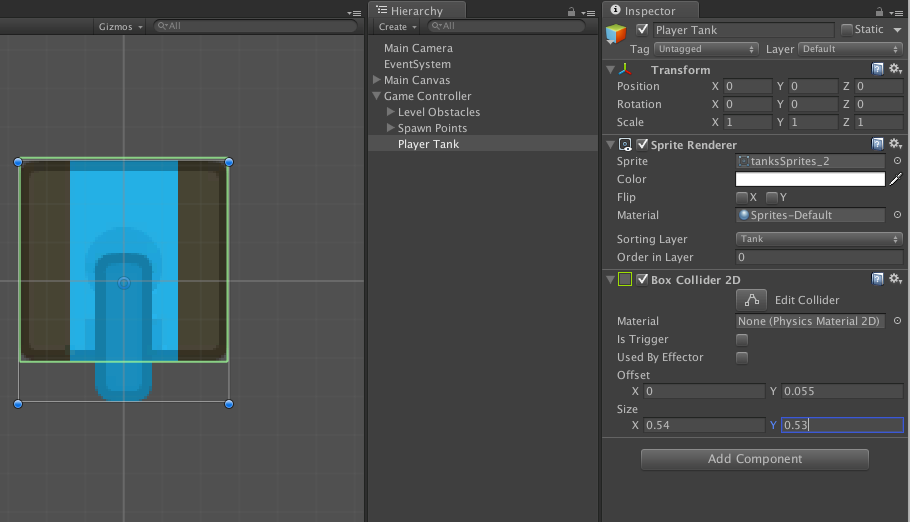 Gizmos
All
Hierarchy
Create
All
Main Camera
EventSystem
Main Canvas
Game Controller
Level Obstacles
Spawn Points
Player Tank
Inspector
Player Tank
Static
Tag Untagged Layer Default
Transform
Position X 0 Y 0 Z 0
Rotation X 0 Y 0 Z 0
Scale X 1 Y 1 Z 1
Sprite Renderer
Sprite tanksSprites_2
Color
Flip X Y
Material Sprites-Default
Sorting Layer Tank
Order in Layer 0
Box Collider 2D
Edit Collider
Material None (Physics Material 2D)
Is Trigger
Used By Effector
Offset
X 0 Y 0.055
Size
X 0.54 Y 0.53
Add Component